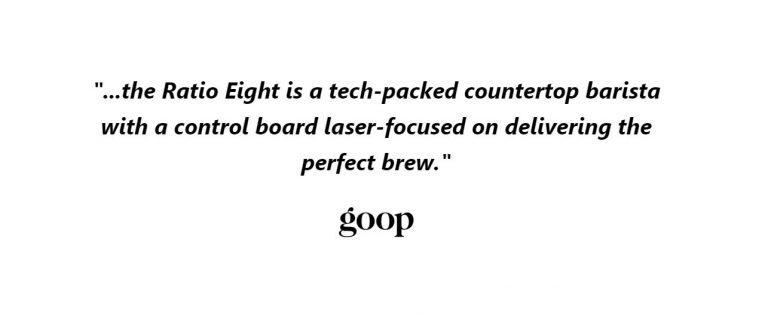 "...the Ratio Eight is a tech-packed countertop barista
with a control board laser-focused on delivering the
perfect brew."
goop